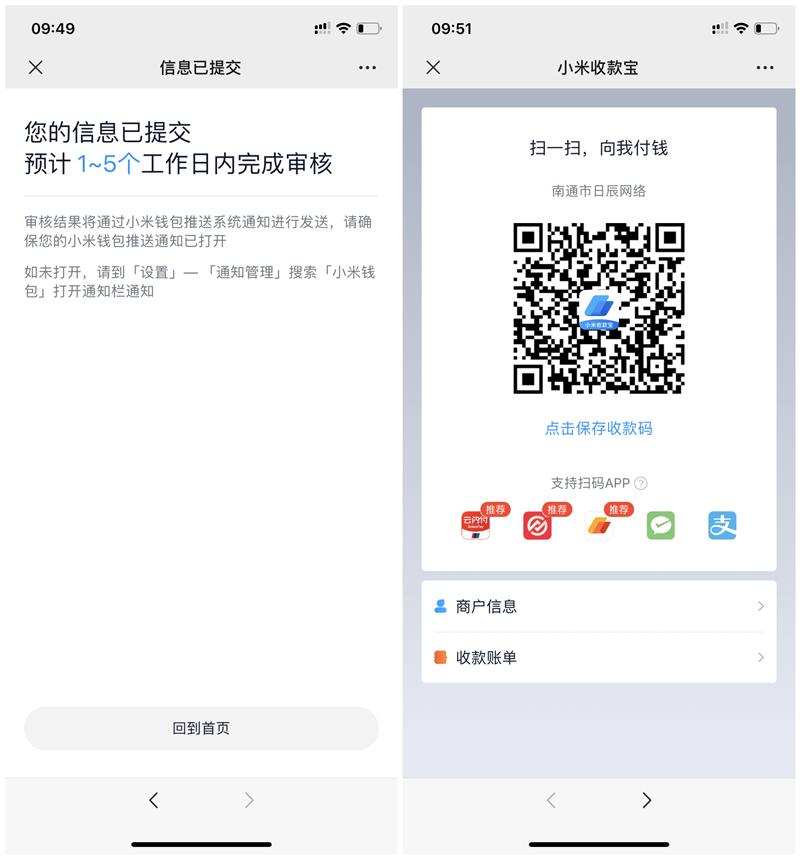 09:49
信息已提交
您的信息已提交
预计 1~5个工作日内完成审核
审核结果将通过小米钱包推送系统通知进行发送，请确
保您的小米钱包推送通知已打开
如未打开，请到「设置」—「通知管理」搜索「小米钱
包」打开通知栏通知
回到首页
09:51
小米收款宝
扫一扫，向我付钱
南通市日辰网络
小米收款宝
点击保存收款码
支持扫码APP ?
推荐 推荐 推荐
云闪付
支
商户信息
收款账单